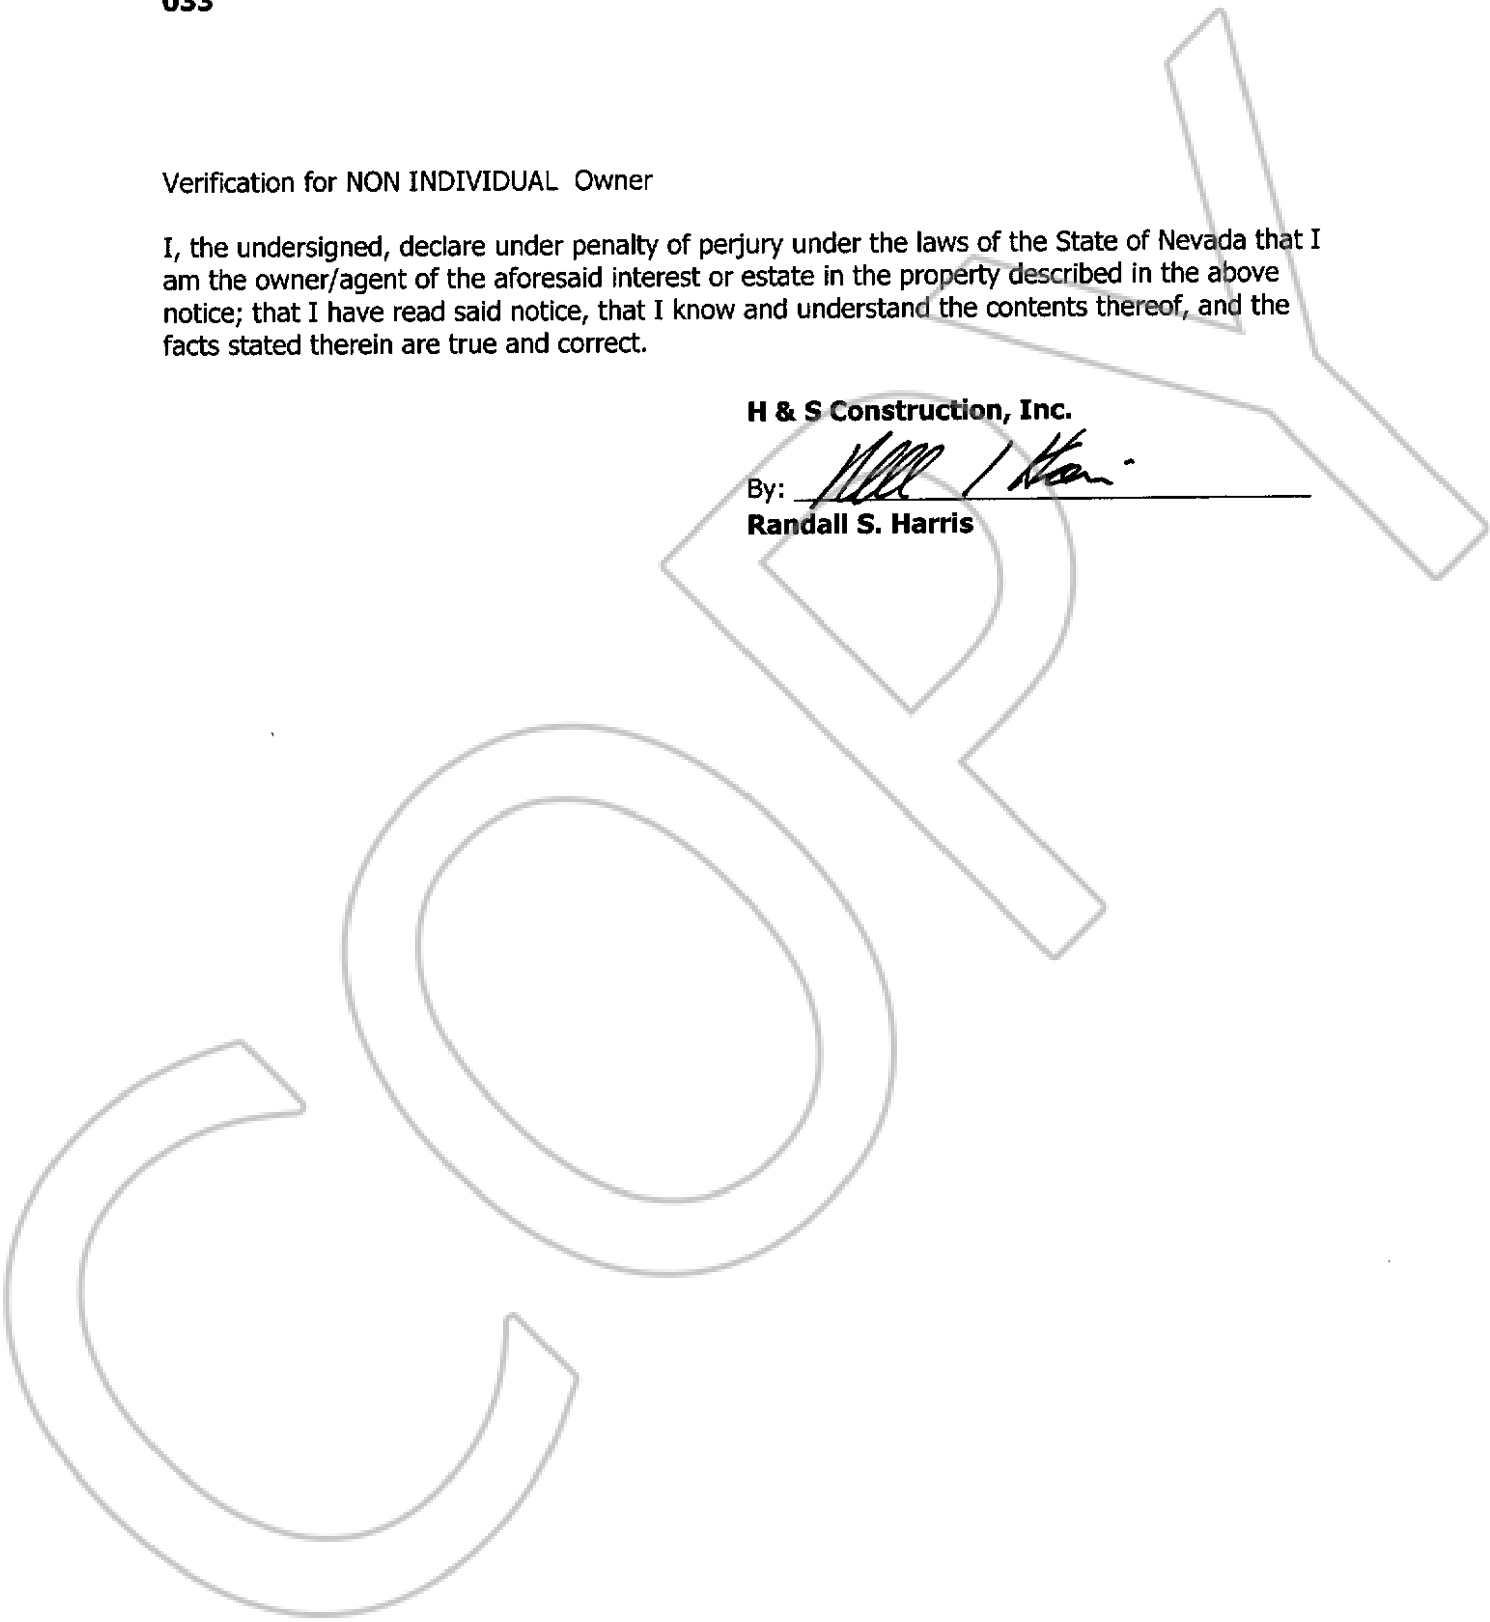 033
Verification for NON INDIVIDUAL Owner
I, the undersigned, declare under penalty of perjury under the laws of the State of Nevada that I
am the owner/agent of the aforesaid interest or estate in the property described in the above
notice; that I have read said notice, that I know and understand the contents thereof, and the
facts stated therein are true and correct.
H & S Construction, Inc.
By:
Randall S. Harris
COPY